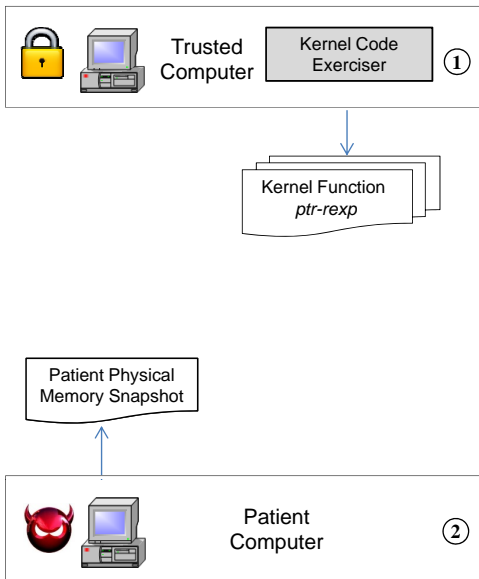 Trusted
Computer
Kernel Code
Exerciser
1
Kernel Function
ptr-rexp
Patient Physical
Memory Snapshot
Patient
Computer
2